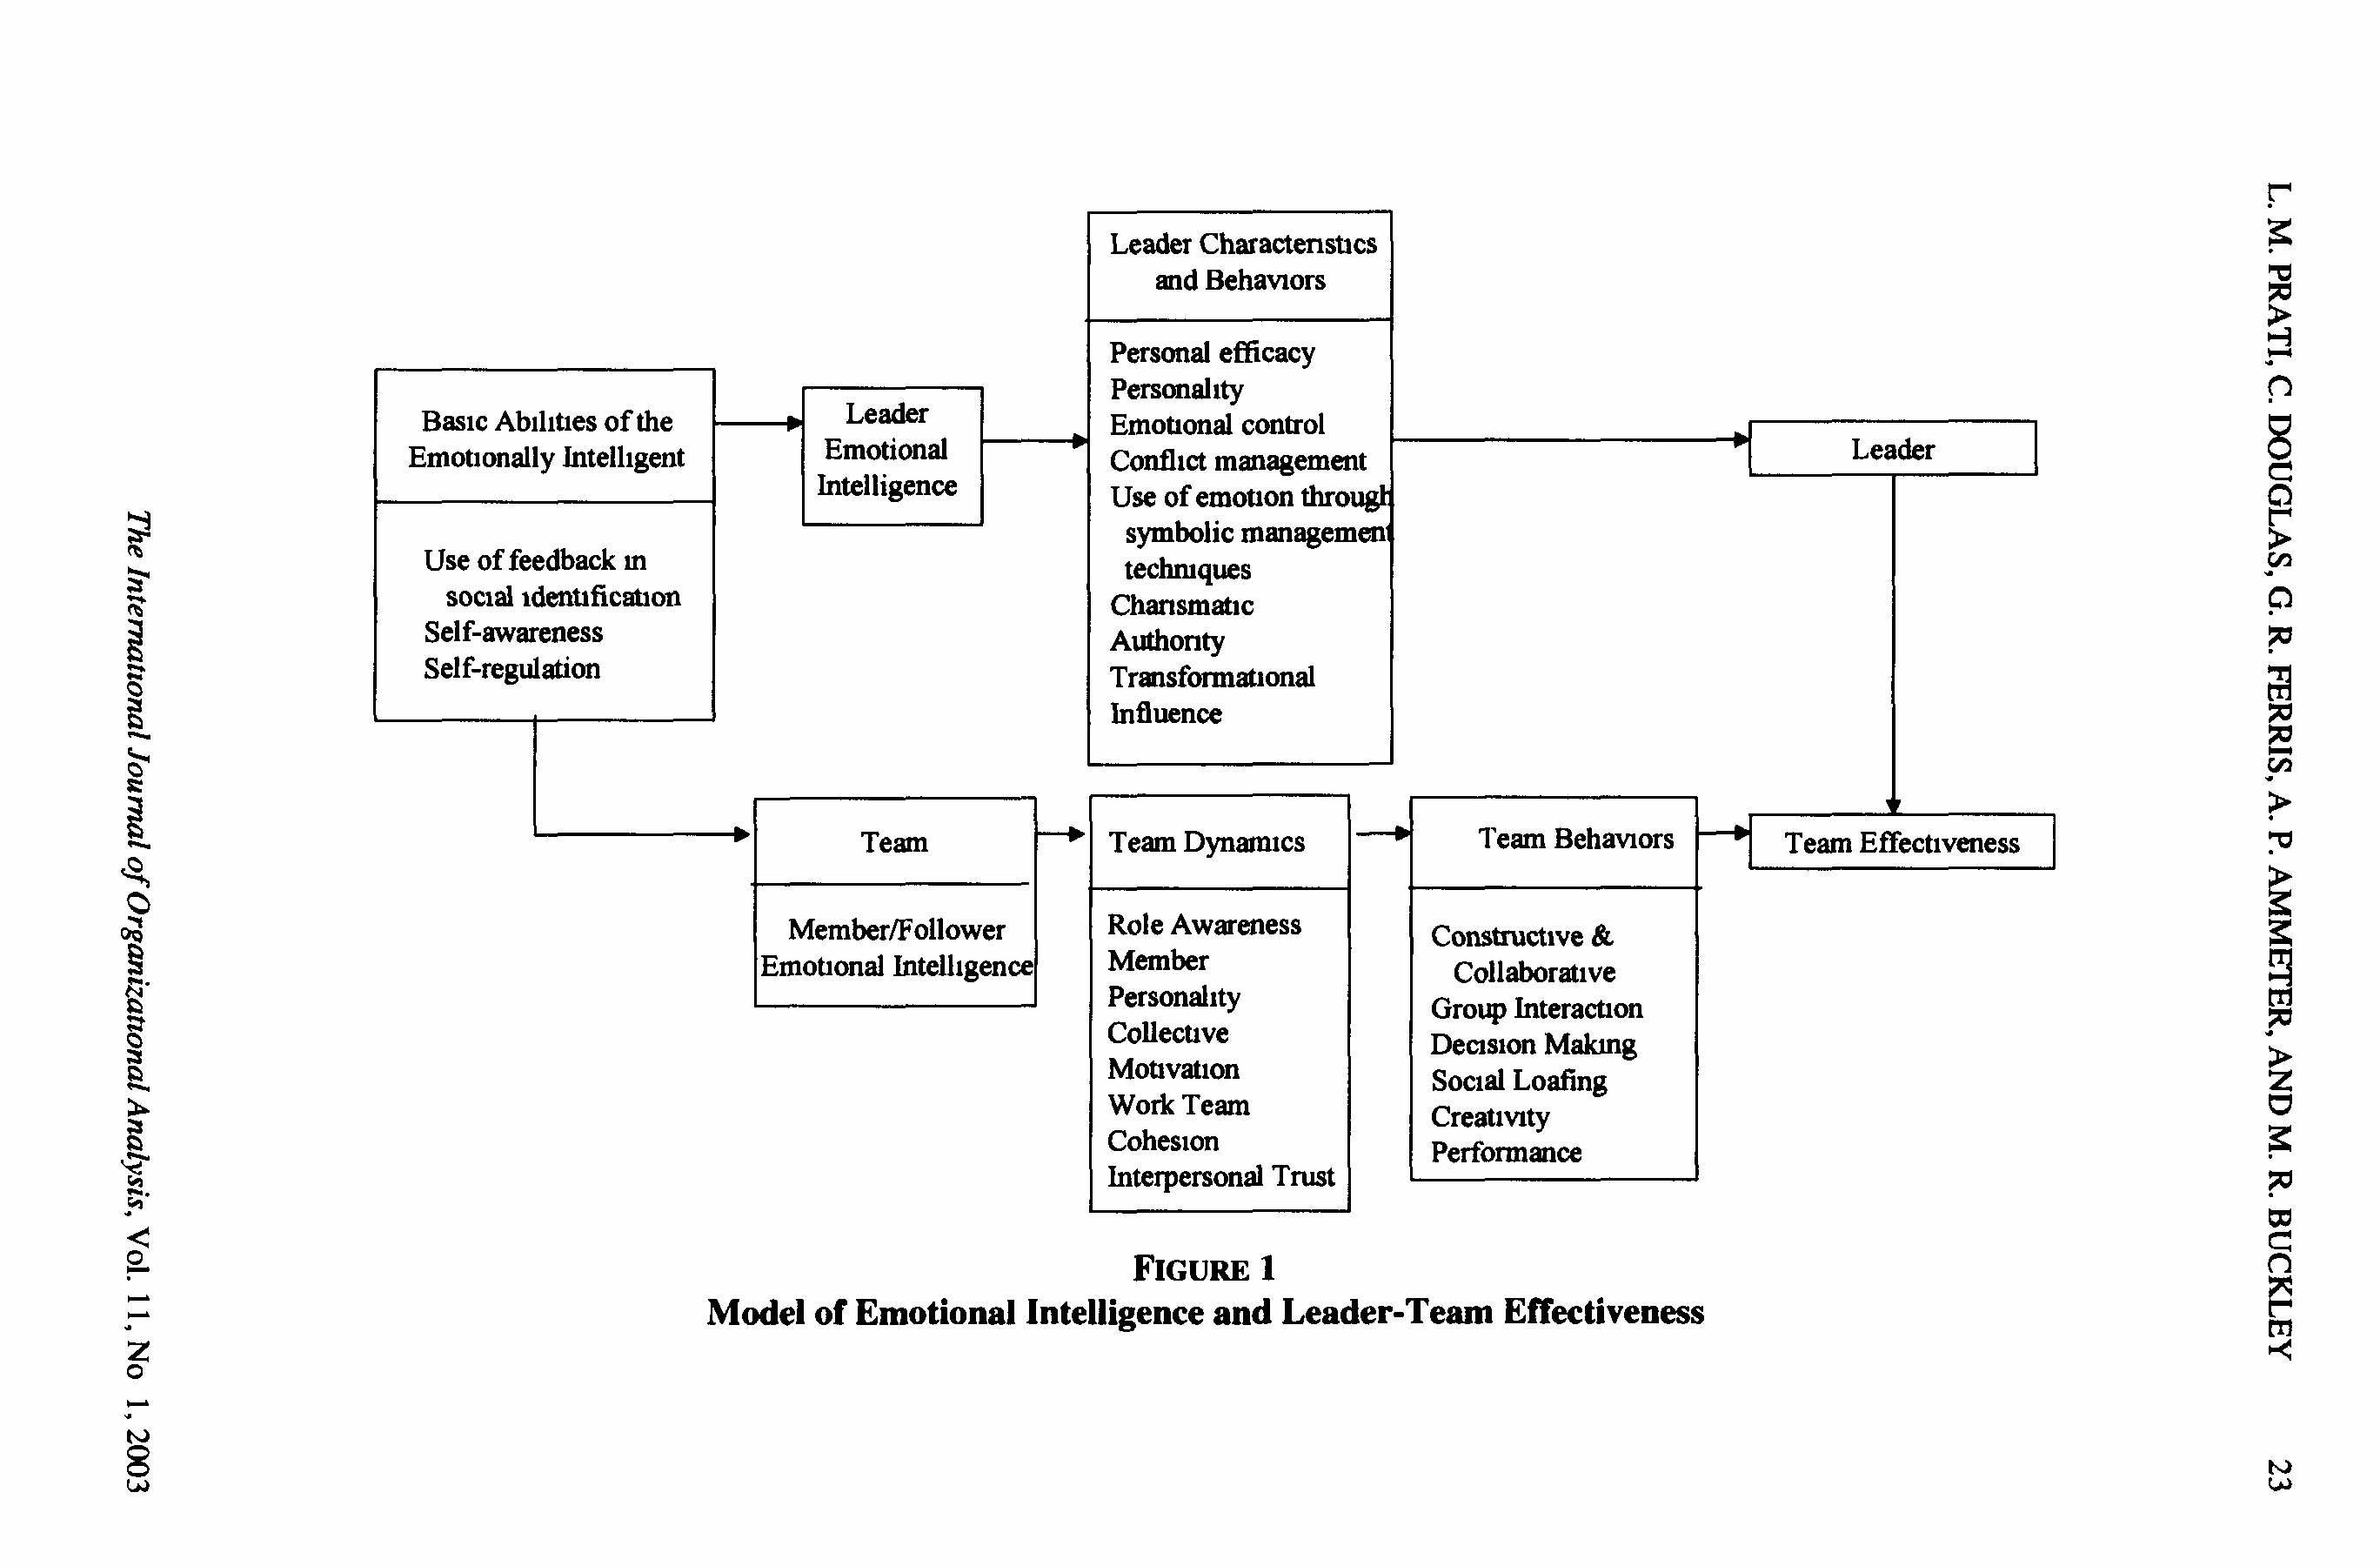 L. M. PRATI, C. DOUGLAS, G. R. FERRIS, A. P. AMMETER, AND M. R. BUCKLEY 23
Leader Characteristics
and Behaviors
Personal efficacy
Personality
Emotional control
Conflict management
Use of emotion through
symbolic management
techniques
Charismatic
Authority
Transformational
Influence
Basic Abilities of the
Emotionally Intelligent
Use of feedback in
social identification
Self-awareness
Self-regulation
Leader
Emotional
Intelligence
Leader
Team
Member/Follower
Emotional Intelligence
Team Dynamics
Role Awareness
Member
Personality
Collective
Motivation
Work Team
Cohesion
Interpersonal Trust
Team Behaviors
Constructive &
Collaborative
Group Interaction
Decision Making
Social Loafing
Creativity
Performance
Team Effectiveness
FIGURE 1
Model of Emotional Intelligence and Leader-Team Effectiveness
The International Journal of Organizational Analysis, Vol. 11, No 1, 2003